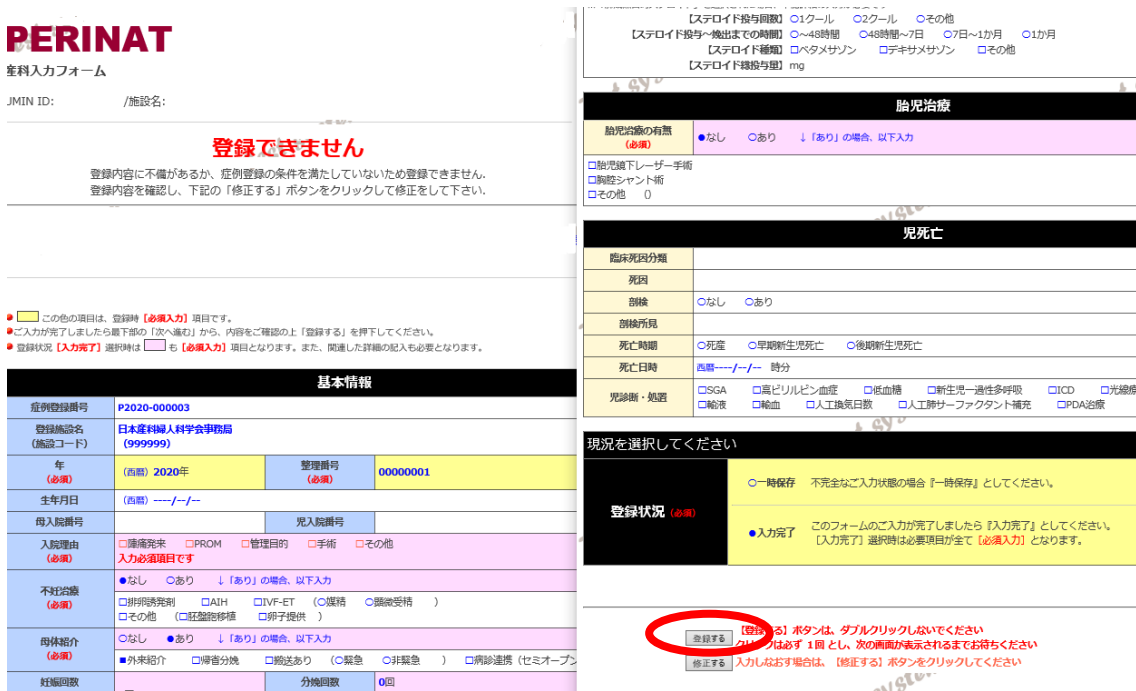 PERINAT
産科入力フォーム
UMIN ID: /施設名:
登録できません
登録内容に不備があるか、症例登録の条件を満たしていないため登録できません.
登録内容を確認し、下記の「修正する」ボタンをクリックして修正をして下さい.
この色の項目は、登録時【必須入力】項目です。
●ご入力が完了しましたら最下部の「次へ進む」から、内容をご確認の上「登録する」を押下してください。
● 登録状況【入力完了】選択時は も【必須入力】項目となります。また、関連した詳細の記入も必要となります。
基本情報
症例登録番号 P2020-000003
登録施設名 (施設コード) 日本産科婦人科学会事務局 (999999)
年 (必須) (西暦) 2020年 整理番号 (必須) 00000001
生年月日 (西暦) ----/--/--
母入院番号 児入院番号
入院理由 (必須) □陣痛発来 □PROM □管理目的 □手術 □その他
入力必須項目です
不妊治療 (必須) ●なし ○あり ↓「あり」の場合、以下入力
□排卵誘発剤 □AIH □IVF-ET (○媒精 ○顕微受精 )
□その他 (□胚盤胞移植 □卵子提供 )
母体紹介 (必須) ○なし ●あり ↓「あり」の場合、以下入力
■外来紹介 □帰省分娩 □搬送あり (○緊急 ○非緊急 ) □病診連携 (セミオープン
妊娠回数 分娩回数 0回
【ステロイド投与回数】 ○1クール ○2クール ○その他
【ステロイド投与～娩出までの時間】 ○～48時間 ○48時間～7日 ○7日～1か月 ○1か月
【ステロイド種類】 □ベタメサゾン □デキサメサゾン □その他
【ステロイド総投与量】 mg
胎児治療
胎児治療の有無 (必須) ●なし ○あり ↓「あり」の場合、以下入力
□胎児鏡下レーザー手術
□胸腔シャント術
□その他 ()
児死亡
臨床死因分類
死因
剖検 ○なし ○あり
剖検所見
死亡時期 ○死産 ○早期新生児死亡 ○後期新生児死亡
死亡日時 西暦----/--/-- 時分
児診断・処置 □SGA □高ビリルビン血症 □低血糖 □新生児一過性多呼吸 □ICD □光線療
□輸液 □輸血 □人工換気日数 □人工肺サーファクタント補充 □PDA治療
現況を選択してください
登録状況 (必須) ○一時保存 不完全なご入力状態の場合『一時保存』としてください。
●入力完了 このフォームのご入力が完了しましたら『入力完了』としてください。
［入力完了］選択時は必要項目が全て［必須入力］となります。
登録する 【登録する】ボタンは、ダブルクリックしないでください
クリックは必ず 1回 とし、次の画面が表示されるまでお待ちください
修正する 入力しなおす場合は、【修正する】ボタンをクリックしてください